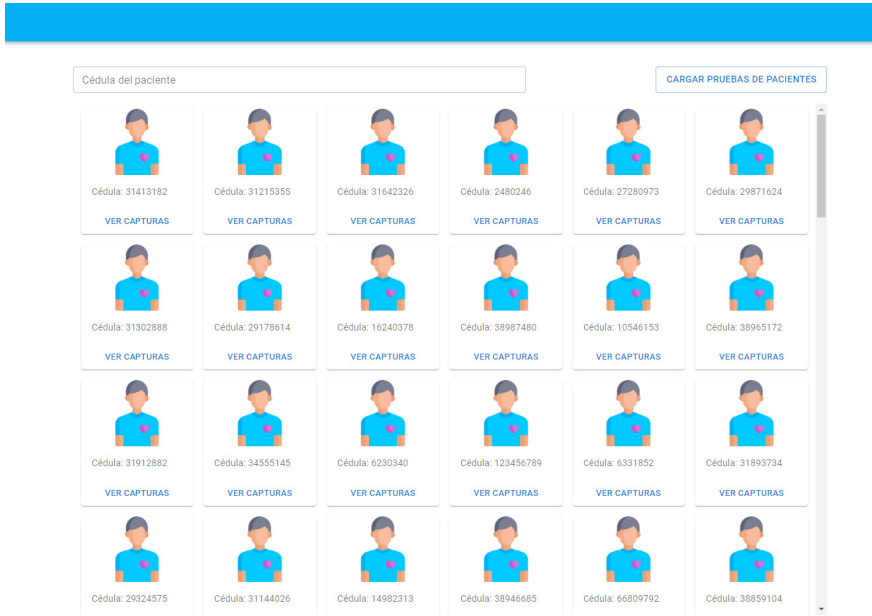 Cédula del paciente
CARGAR PRUEBAS DE PACIENTES
Cédula: 31413182
Cédula: 31215355
Cédula: 31642326
Cédula: 2480246
Cédula: 27280973
Cédula: 29871624
VER CAPTURAS
VER CAPTURAS
VER CAPTURAS
VER CAPTURAS
VER CAPTURAS
VER CAPTURAS
Cédula: 31302888
Cédula: 29178614
Cédula: 16240378
Cédula: 38987480
Cédula: 10546153
Cédula: 38965172
VER CAPTURAS
VER CAPTURAS
VER CAPTURAS
VER CAPTURAS
VER CAPTURAS
VER CAPTURAS
Cédula: 31912882
Cédula: 34555145
Cédula: 6230340
Cédula: 123456789
Cédula: 6331852
Cédula: 31893734
VER CAPTURAS
VER CAPTURAS
VER CAPTURAS
VER CAPTURAS
VER CAPTURAS
VER CAPTURAS
Cédula: 29324575
Cédula: 31144026
Cédula: 14982313
Cédula: 38946685
Cédula: 66809792
Cédula: 38859104